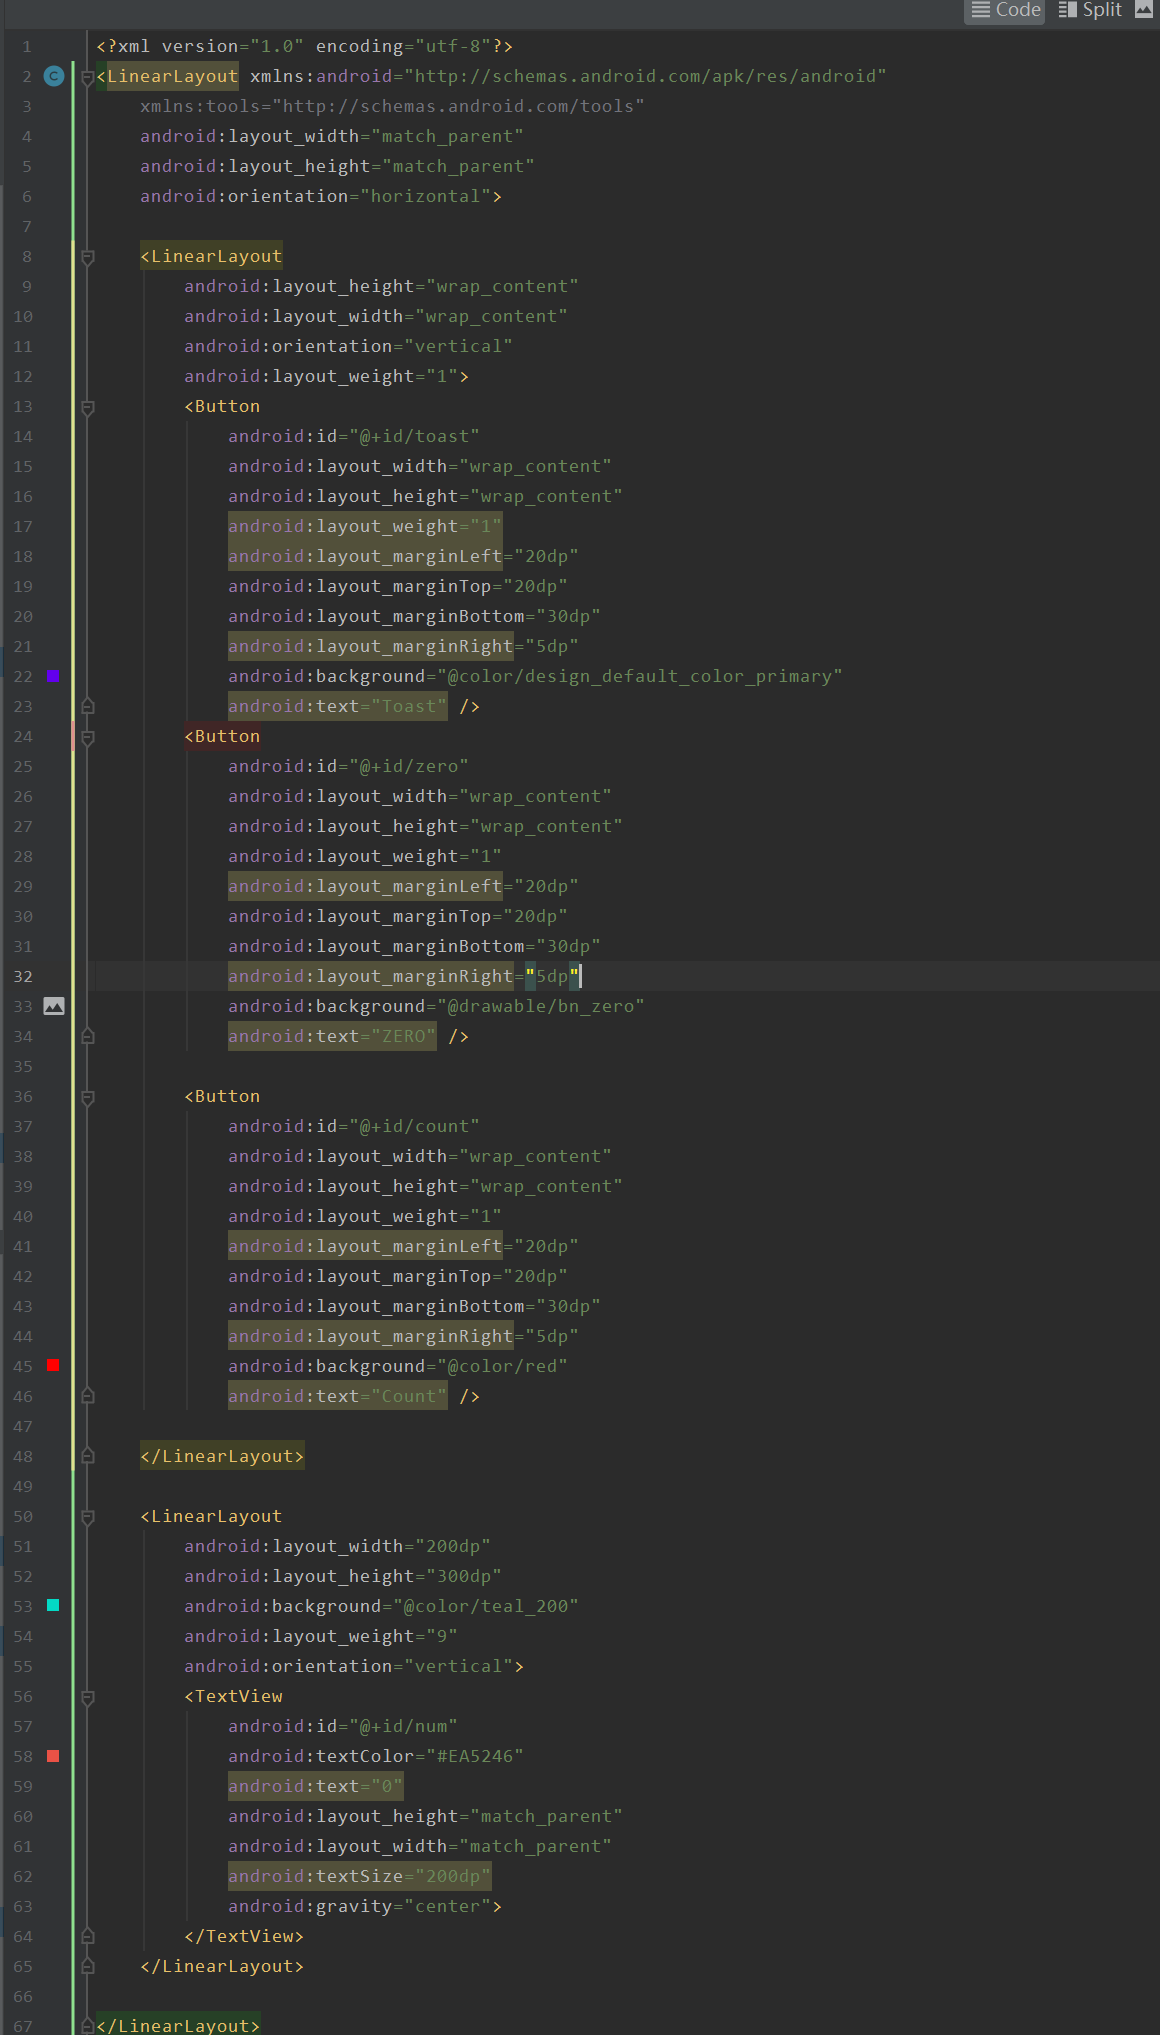 Code Split
1 <?xml version="1.0" encoding="utf-8"?>
2 C <LinearLayout xmlns:android="http://schemas.android.com/apk/res/android"
3 xmlns:tools="http://schemas.android.com/tools"
4 android:layout_width="match_parent"
5 android:layout_height="match_parent"
6 android:orientation="horizontal">
7
8 <LinearLayout
9 android:layout_height="wrap_content"
10 android:layout_width="wrap_content"
11 android:orientation="vertical"
12 android:layout_weight="1">
13 <Button
14 android:id="@+id/toast"
15 android:layout_width="wrap_content"
16 android:layout_height="wrap_content"
17 android:layout_weight="1"
18 android:layout_marginLeft="20dp"
19 android:layout_marginTop="20dp"
20 android:layout_marginBottom="30dp"
21 android:layout_marginRight="5dp"
22 android:background="@color/design_default_color_primary"
23 android:text="Toast" />
24 <Button
25 android:id="@+id/zero"
26 android:layout_width="wrap_content"
27 android:layout_height="wrap_content"
28 android:layout_weight="1"
29 android:layout_marginLeft="20dp"
30 android:layout_marginTop="20dp"
31 android:layout_marginBottom="30dp"
32 android:layout_marginRight="5dp"
33 android:background="@drawable/bn_zero"
34 android:text="ZERO" />
35
36 <Button
37 android:id="@+id/count"
38 android:layout_width="wrap_content"
39 android:layout_height="wrap_content"
40 android:layout_weight="1"
41 android:layout_marginLeft="20dp"
42 android:layout_marginTop="20dp"
43 android:layout_marginBottom="30dp"
44 android:layout_marginRight="5dp"
45 android:background="@color/red"
46 android:text="Count" />
47
48 </LinearLayout>
49
50 <LinearLayout
51 android:layout_width="200dp"
52 android:layout_height="300dp"
53 android:background="@color/teal_200"
54 android:layout_weight="9"
55 android:orientation="vertical">
56 <TextView
57 android:id="@+id/num"
58 android:textColor="#EA5246"
59 android:text="0"
60 android:layout_height="match_parent"
61 android:layout_width="match_parent"
62 android:textSize="200dp"
63 android:gravity="center">
64 </TextView>
65 </LinearLayout>
66
67 </LinearLayout>